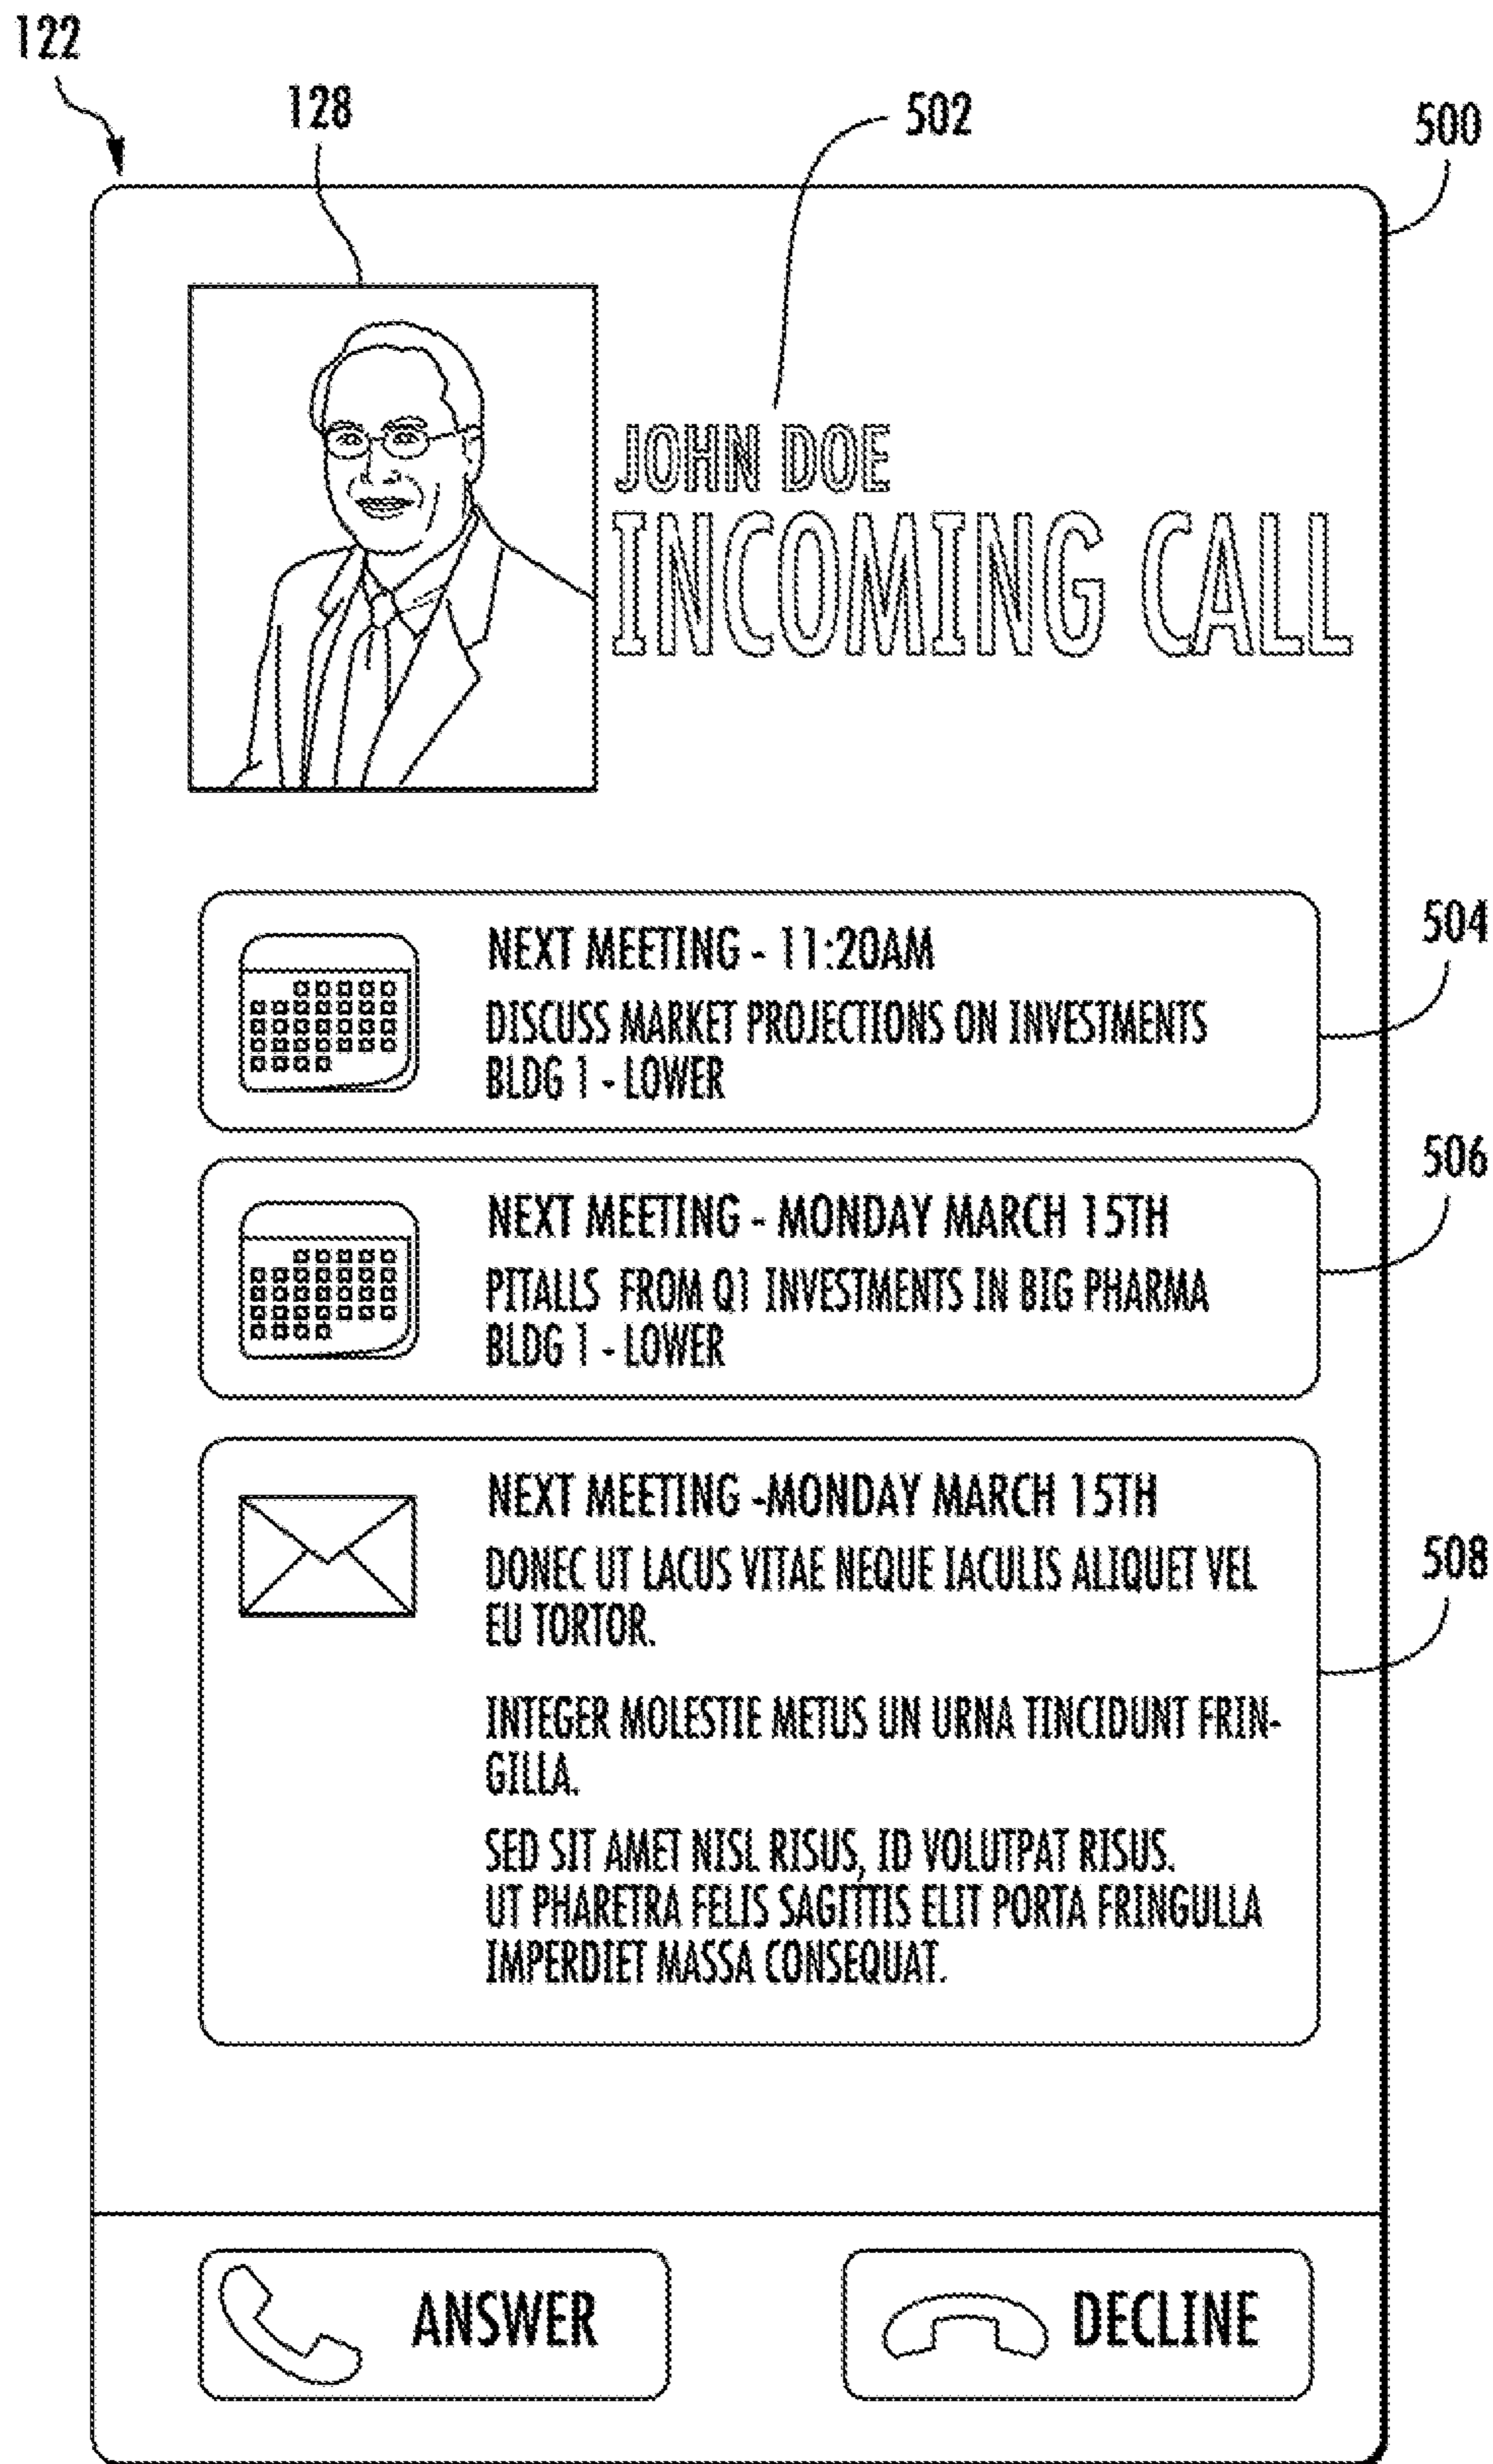 122
128
502
500
JOHN DOE
INCOMING CALL
504
NEXT MEETING - 11:20AM
DISCUSS MARKET PROJECTIONS ON INVESTMENTS
BLDG 1 - LOWER
506
NEXT MEETING - MONDAY MARCH 15TH
PITALLS FROM Q1 INVESTMENTS IN BIG PHARMA
BLDG 1 - LOWER
508
NEXT MEETING -MONDAY MARCH 15TH
DONEC UT LACUS VITAE NEQUE IACULIS ALIQUET VEL
EU TORTOR.
INTEGER MOLESTIE METUS UN URNA TINCIDUNT FRIN-
GILLA.
SED SIT AMET NISL RISUS, ID VOLUTPAT RISUS.
UT PHARETRA FELIS SAGITTIS ELIT PORTA FRINGULLA
IMPERDIET MASSA CONSEQUAT.
ANSWER
DECLINE